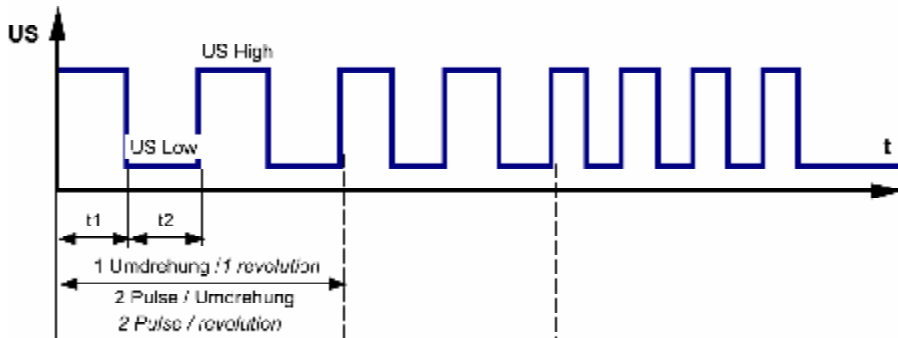 US
US High
US Low
t
t1 t2
1 Umdrehung / 1 revolution
2 Pulse / Umdrehung
2 Pulse / revolution